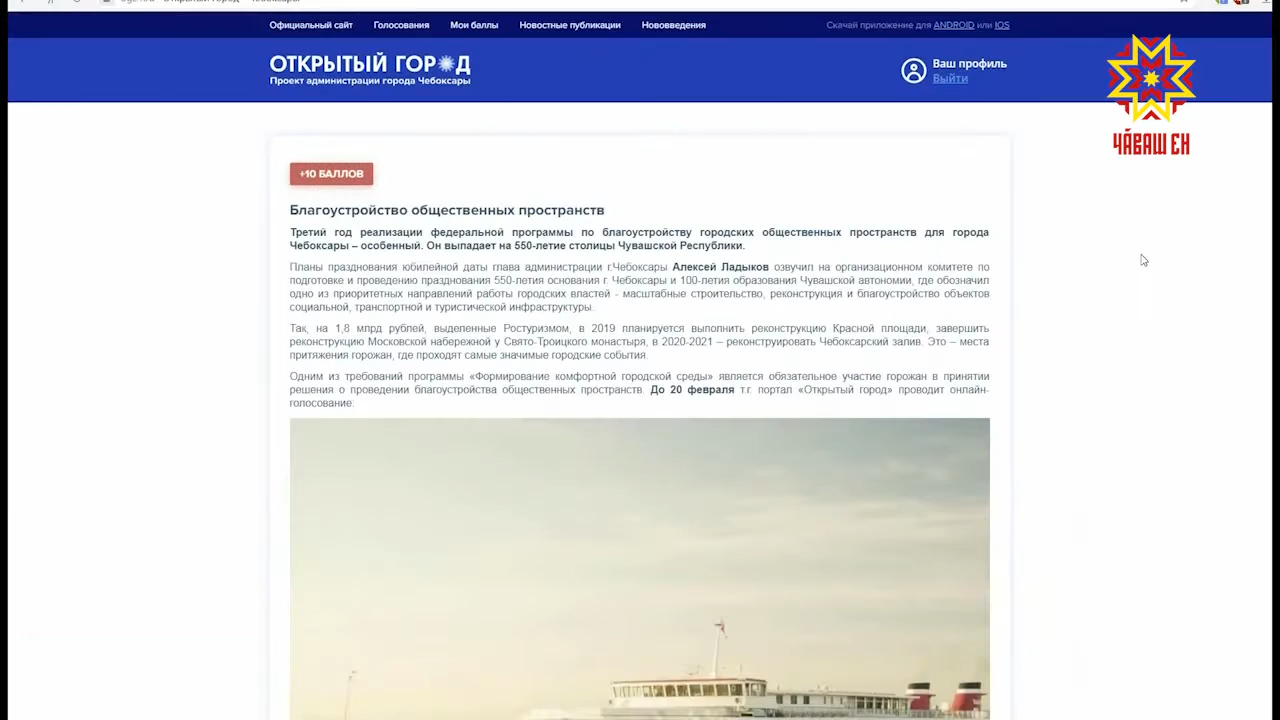 Официальный сайт Голосования Мои баллы Новостные публикации Нововведения Скачай приложение для ANDROID или IOS
ОТКРЫТЫЙ ГОРОД
Проект администрации города Чебоксары
Ваш профиль
Выйти
ЧӐВАШ ЕН
+10 БАЛЛОВ
Благоустройство общественных пространств
Третий год реализации федеральной программы по благоустройству городских общественных пространств для города
Чебоксары – особенный. Он выпадает на 550-летие столицы Чувашской Республики.
Планы празднования юбилейной даты глава администрации г.Чебоксары Алексей Ладыков озвучил на организационном комитете по
подготовке и проведению празднования 550-летия основания г. Чебоксары и 100-летия образования Чувашской автономии, где обозначил
одно из приоритетных направлений работы городских властей - масштабные строительство, реконструкция и благоустройство объектов
социальной, транспортной и туристической инфраструктуры.
Так, на 1,8 млрд рублей, выделенные Ростуризмом, в 2019 планируется выполнить реконструкцию Красной площади, завершить
реконструкцию Московской набережной у Свято-Троицкого монастыря, в 2020-2021 – реконструировать Чебоксарский залив. Это – места
притяжения горожан, где проходят самые значимые городские события.
Одним из требований программы «Формирование комфортной городской среды» является обязательное участие горожан в принятии
решения о проведении благоустройства общественных пространств. До 20 февраля т.г. портал «Открытый город» проводит онлайн-
голосование: